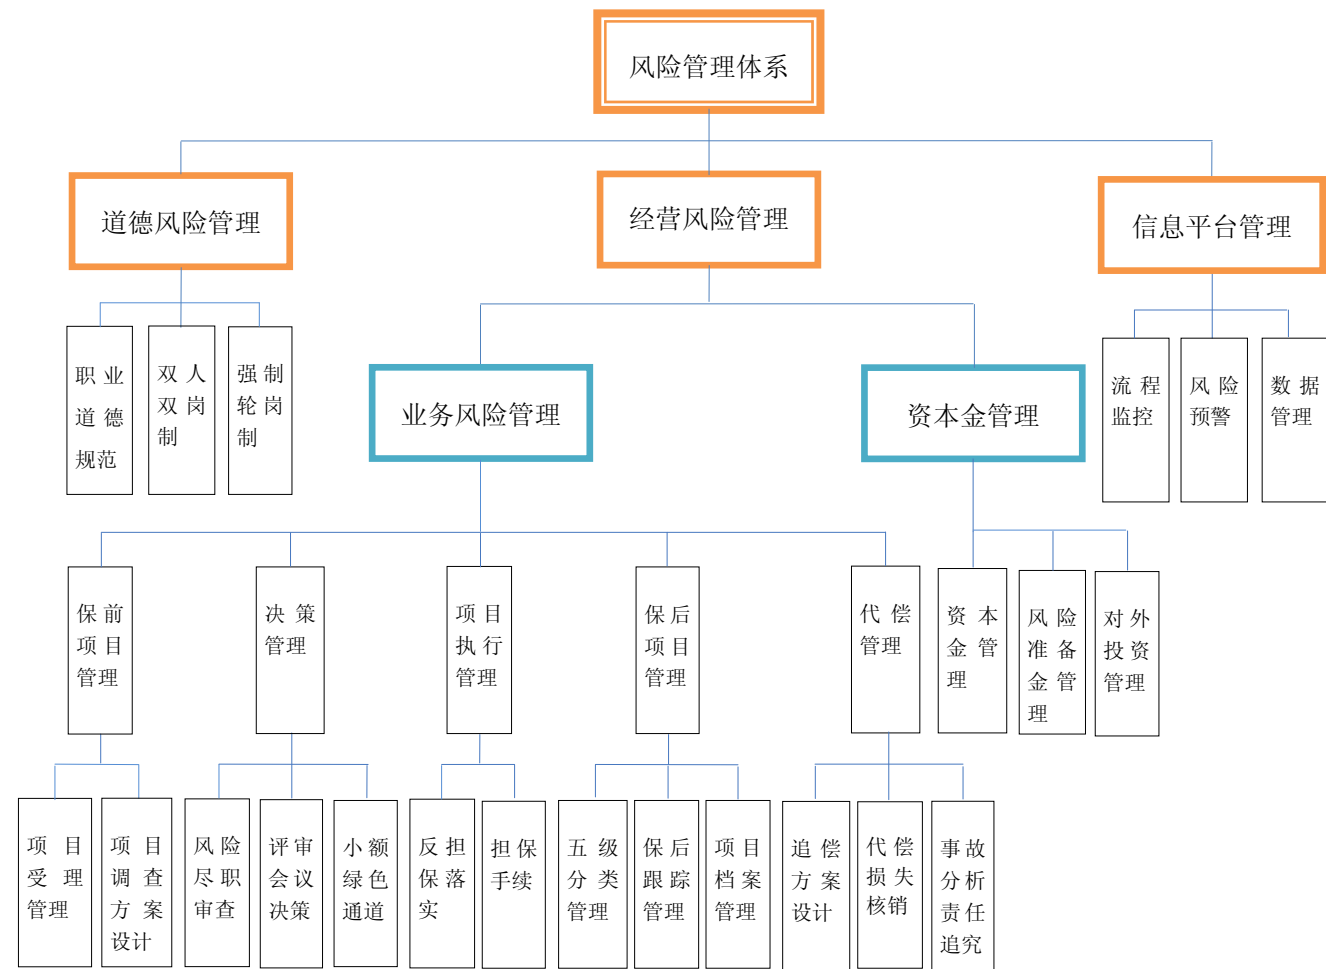 风险管理体系
道德风险管理
经营风险管理
信息平台管理
职业
道德
规范
双人
双岗
制
强制
轮岗
制
业务风险管理
资本金管理
流程
监控
风险
预警
数据
管理
保前
项目
管理
决策
管理
项目
执行
管理
保后
项目
管理
代偿
管理
资本
金管
理
风险
准备
金管
理
对外
投资
管理
项目
受理
管理
项目
调查
方案
设计
风险
尽职
审查
评审
会议
决策
小额
绿色
通道
反担
保落
实
担保
手续
五级
分类
管理
保后
跟踪
管理
项目
档案
管理
追偿
方案
设计
代偿
损失
核销
事故
分析
责任
追究